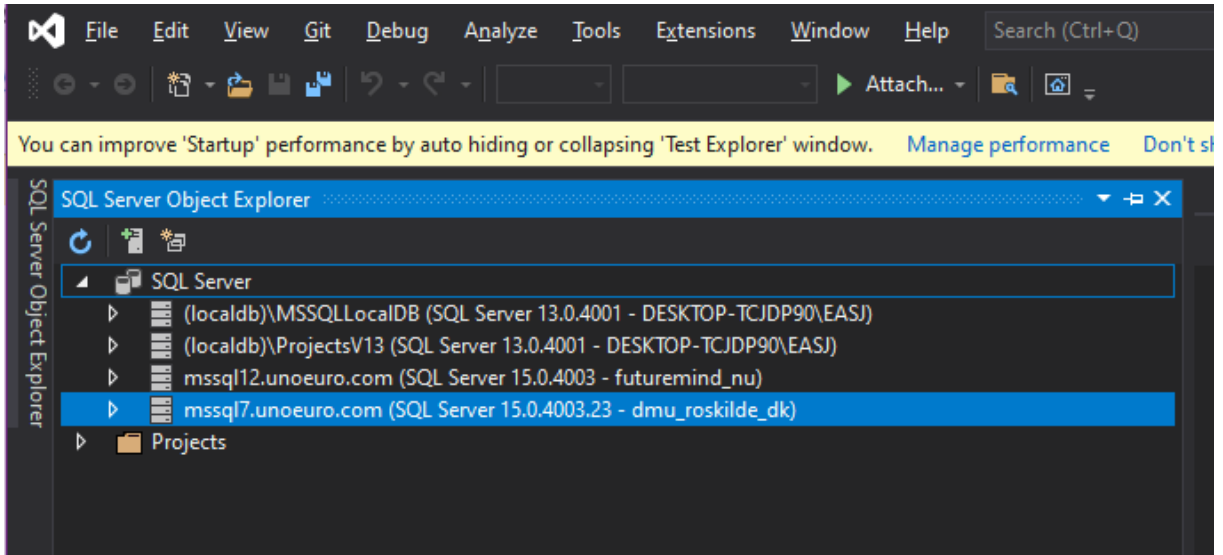 File Edit View Git Debug Analyze Tools Extensions Window Help Search (Ctrl+Q)
Attach...
You can improve 'Startup' performance by auto hiding or collapsing 'Test Explorer' window. Manage performance Don't
SQL Server Object Explorer
SQL Server Object Explorer
SQL Server
(localdb)\MSSQLLocalDB (SQL Server 13.0.4001 - DESKTOP-TCJDP90\EASJ)
(localdb)\ProjectsV13 (SQL Server 13.0.4001 - DESKTOP-TCJDP90\EASJ)
mssql12.unoeuro.com (SQL Server 15.0.4003 - futuremind_nu)
mssql7.unoeuro.com (SQL Server 15.0.4003.23 - dmu_roskilde_dk)
Projects